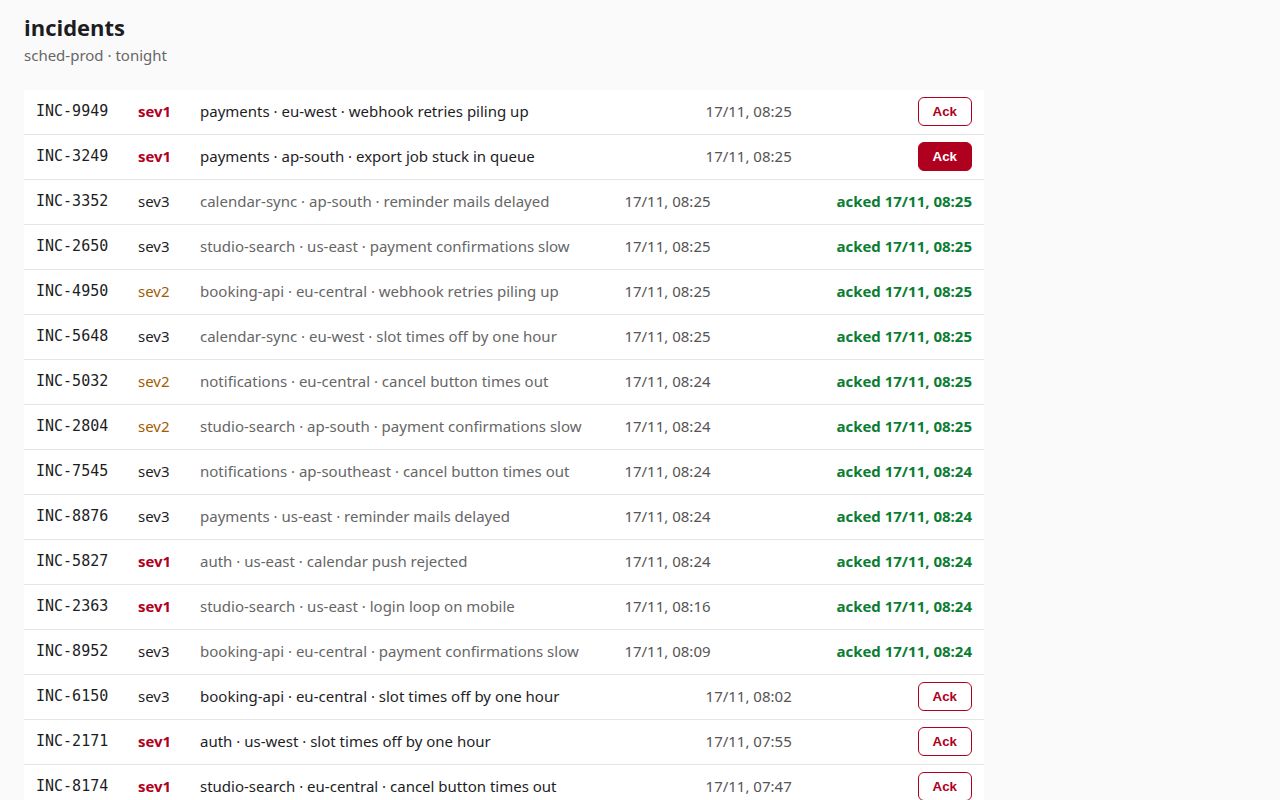 incidents
sched-prod · tonight
INC-9949 sev1 payments · eu-west · webhook retries piling up 17/11, 08:25 Ack
INC-3249 sev1 payments · ap-south · export job stuck in queue 17/11, 08:25 Ack
INC-3352 sev3 calendar-sync · ap-south · reminder mails delayed 17/11, 08:25 acked 17/11, 08:25
INC-2650 sev3 studio-search · us-east · payment confirmations slow 17/11, 08:25 acked 17/11, 08:25
INC-4950 sev2 booking-api · eu-central · webhook retries piling up 17/11, 08:25 acked 17/11, 08:25
INC-5648 sev3 calendar-sync · eu-west · slot times off by one hour 17/11, 08:25 acked 17/11, 08:25
INC-5032 sev2 notifications · eu-central · cancel button times out 17/11, 08:24 acked 17/11, 08:25
INC-2804 sev2 studio-search · ap-south · payment confirmations slow 17/11, 08:24 acked 17/11, 08:25
INC-7545 sev3 notifications · ap-southeast · cancel button times out 17/11, 08:24 acked 17/11, 08:24
INC-8876 sev3 payments · us-east · reminder mails delayed 17/11, 08:24 acked 17/11, 08:24
INC-5827 sev1 auth · us-east · calendar push rejected 17/11, 08:24 acked 17/11, 08:24
INC-2363 sev1 studio-search · us-east · login loop on mobile 17/11, 08:16 acked 17/11, 08:24
INC-8952 sev3 booking-api · eu-central · payment confirmations slow 17/11, 08:09 acked 17/11, 08:24
INC-6150 sev3 booking-api · eu-central · slot times off by one hour 17/11, 08:02 Ack
INC-2171 sev1 auth · us-west · slot times off by one hour 17/11, 07:55 Ack
INC-8174 sev1 studio-search · eu-central · cancel button times out 17/11, 07:47 Ack